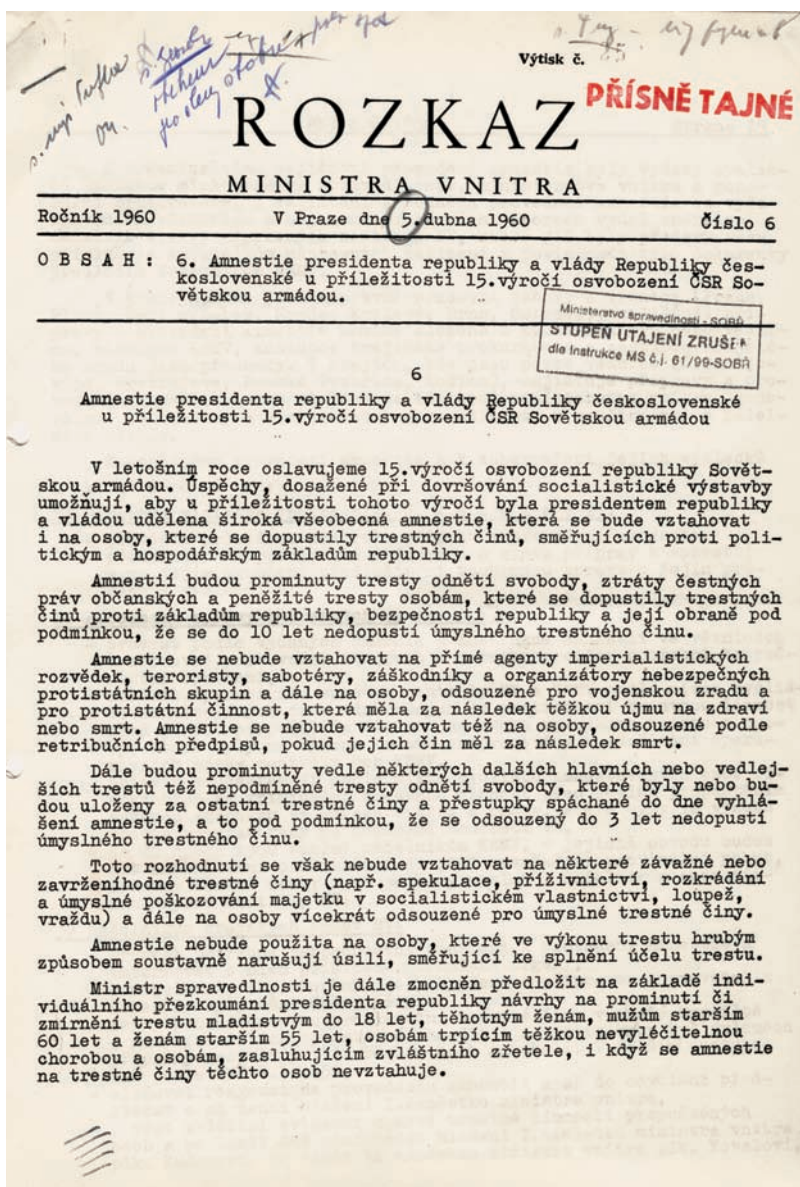 Výtisk č.
PŘÍSNĚ TAJNÉ
ROZKAZ
MINISTRA VNITRA
Ročník 1960 V Praze dne 5.dubna 1960 Číslo 6
O B S A H : 6. Amnestie presidenta republiky a vlády Republiky čes-
koslovenské u příležitosti 15.výročí osvobození ČSR So-
větskou armádou.
Ministerstvo spravedlnosti - SOBŘ
STUPEŇ UTAJENÍ ZRUŠEN
dle Instrukce MS č.j. 61/99-SOBŘ
6
Amnestie presidenta republiky a vlády Republiky československé
u příležitosti 15.výročí osvobození ČSR Sovětskou armádou
V letošním roce oslavujeme 15.výročí osvobození republiky Sovět-
skou armádou. Úspěchy, dosažené při dovršování socialistické výstavby
umožňují, aby u příležitosti tohoto výročí byla presidentem republiky
a vládou udělena široká všeobecná amnestie, která se bude vztahovat
i na osoby, které se dopustily trestných činů, směřujících proti poli-
tickým a hospodářským základům republiky.
Amnestií budou prominuty tresty odnětí svobody, ztráty čestných
práv občanských a peněžité tresty osobám, které se dopustily trestných
činů proti základům republiky, bezpečnosti republiky a její obraně pod
podmínkou, že se do 10 let nedopustí úmyslného trestného činu.
Amnestie se nebude vztahovat na přímé agenty imperialistických
rozvědek, teroristy, sabotéry, záškodníky a organizátory nebezpečných
protistátních skupin a dále na osoby, odsouzené pro vojenskou zradu a
pro protistátní činnost, která měla za následek těžkou újmu na zdraví
nebo smrt. Amnestie se nebude vztahovat též na osoby, odsouzené podle
retribučních předpisů, pokud jejich čin měl za následek smrt.
Dále budou prominuty vedle některých dalších hlavních nebo vedlej-
ších trestů též nepodmíněné tresty odnětí svobody, které byly nebo bu-
dou uloženy za ostatní trestné činy a přestupky spáchané do dne vyhlá-
šení amnestie, a to pod podmínkou, že se odsouzený do 3 let nedopustí
úmyslného trestného činu.
Toto rozhodnutí se však nebude vztahovat na některé závažné nebo
zavrženíhodné trestné činy (např. spekulace, příživnictví, rozkrádání
a úmyslné poškozování majetku v socialistickém vlastnictví, loupež,
vraždu) a dále na osoby vícekrát odsouzené pro úmyslné trestné činy.
Amnestie nebude použita na osoby, které ve výkonu trestu hrubým
způsobem soustavně narušují úsilí, směřující ke splnění účelu trestu.
Ministr spravedlnosti je dále zmocněn předložit na základě indi-
viduálního přezkoumání presidenta republiky návrhy na prominutí či
zmírnění trestu mladistvým do 18 let, těhotným ženám, mužům starším
60 let a ženám starším 55 let, osobám trpícím těžkou nevyléčitelnou
chorobou a osobám, zasluhujícím zvláštního zřetele, i když se amnestie
na trestné činy těchto osob nevztahuje.